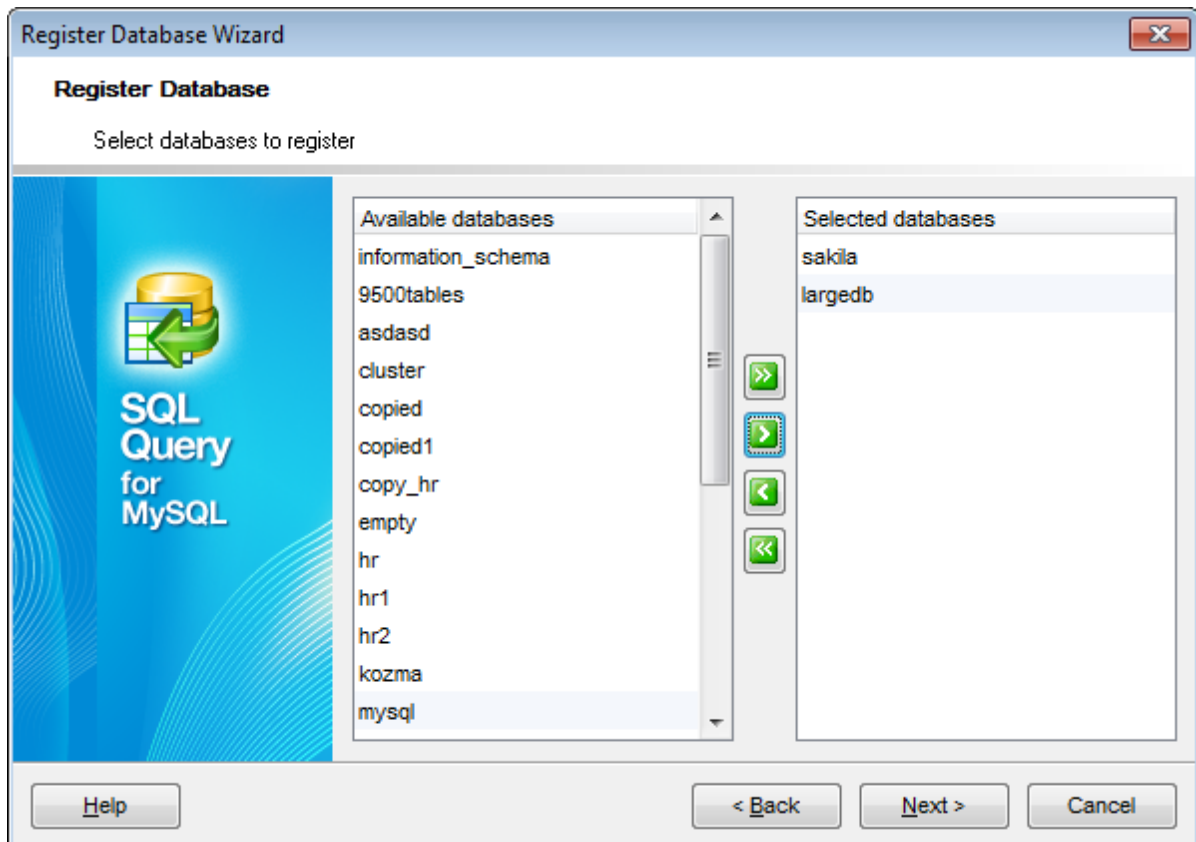 Register Database Wizard
Register Database
Select databases to register
SQL
Query
for
MySQL
Available databases
information_schema
9500tables
asdasd
cluster
copied
copied1
copy_hr
empty
hr
hr1
hr2
kozma
mysql
Selected databases
sakila
largedb
Help
< Back
Next >
Cancel